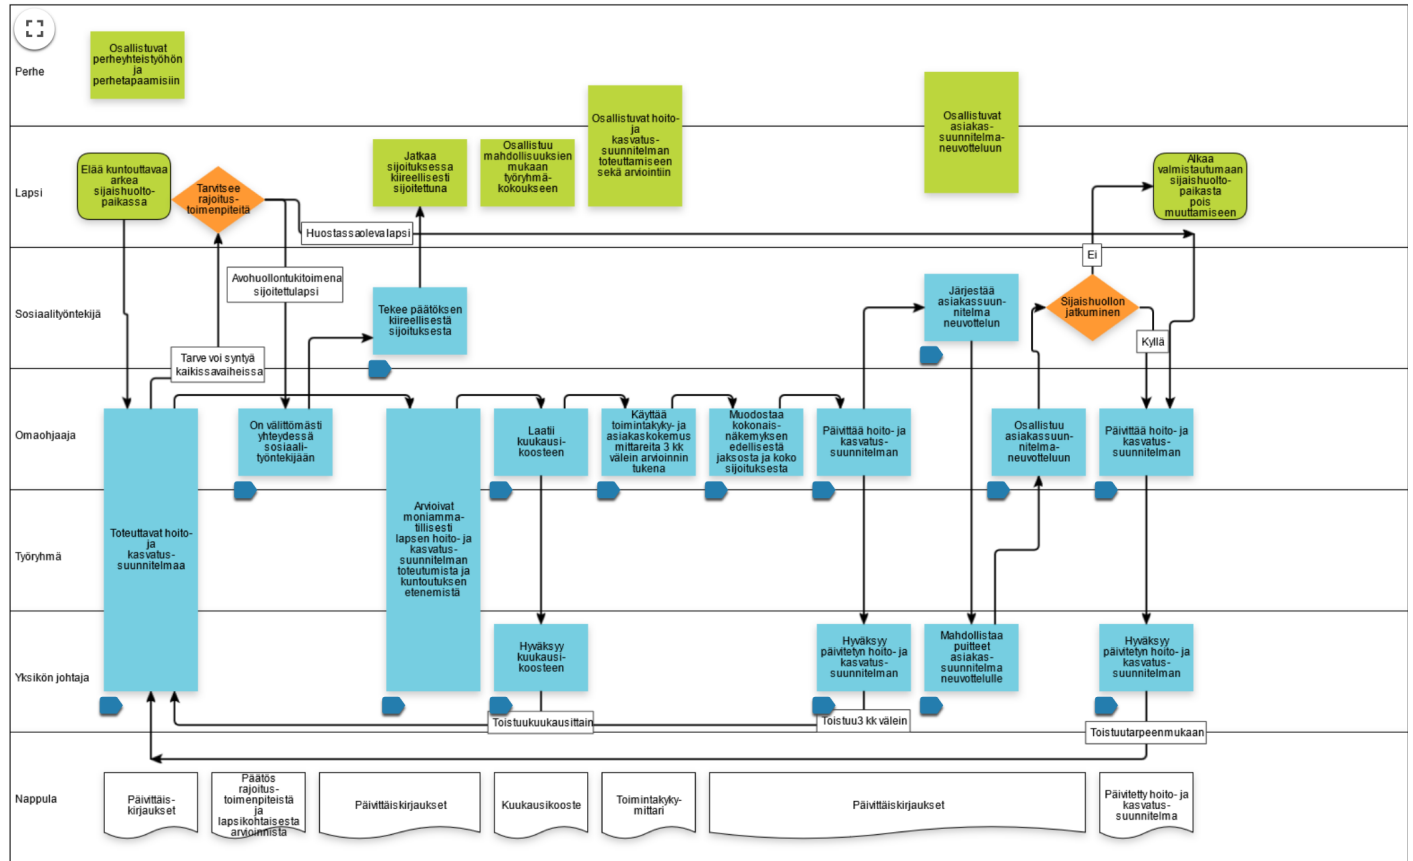 Perhe
Osallistuvat
perheyhteistyöhön
ja
perhetapaamisiin
Osallistuvat hoito-
ja
kasvatus-
suunnitelman
toteuttamiseen
sekä arviointiin
Osallistuvat
asiakas-
suunnitelma-
neuvotteluun
Lapsi
Elää kuntouttavaa
arkea
sijaishuolto-
paikassa
Tarvitsee
rajoitus-
toimenpiteitä
Jatkaa
sijoituksessa
kiireellisesti
sijoitettuna
Osallistuu
mahdollisuuksien
mukaan
työryhmä-
kokoukseen
Alkaa
valmistautumaan
sijaishuolto-
paikasta
pois
muuttamiseen
Huostassaolevalapsi
Ei
Sosiaalityöntekijä
Avohuollontukitoimena
sijoitettulapsi
Tekee päätöksen
kiireellisestä
sijoituksesta
Järjestää
asiakassuun-
nitelma
neuvottelun
Sijaishuollon
jatkuminen
Kyllä
Tarve voi syntyä
kaikissavaiheissa
Omaohjaaja
On välittömästi
yhteydessä
sosiaali-
työntekijään
Laatii
kuukausi-
koosteen
Käyttää
toimintakyky- ja
asiakaskokemus
mittareita 3 kk
välein arvioinnin
tukena
Muodostaa
kokonais-
näkemyksen
edellisestä
jaksosta ja koko
sijoituksesta
Päivittää hoito- ja
kasvatus-
suunnitelman
Osallistuu
asiakassuun-
nitelma-
neuvotteluun
Päivittää hoito- ja
kasvatus-
suunnitelman
Työryhmä
Toteuttavat hoito-
ja
kasvatus-
suunnitelmaa
Arvioivat
moniamma-
tillisesti
lapsen hoito- ja
kasvatus-
suunnitelman
toteutumista ja
kuntoutuksen
etenemistä
Yksikön johtaja
Hyväksyy
kuukausi-
koosteen
Hyväksyy
päivitetyn hoito- ja
kasvatus-
suunnitelman
Mahdollistaa
puitteet
asiakas-
suunnitelma
neuvottelulle
Hyväksyy
päivitetyn hoito- ja
kasvatus-
suunnitelman
Toistuukuukausittain
Toistuu3 kk välein
Toistuutarpeenmukaan
Nappula
Päivittäis-
kirjaukset
Päätös
rajoitus-
toimenpiteistä
ja
lapsikohtaisesta
arvioinnista
Päivittäiskirjaukset
Kuukausikooste
Toimintakyky-
mittari
Päivittäiskirjaukset
Päivitetty hoito- ja
kasvatus-
suunnitelma